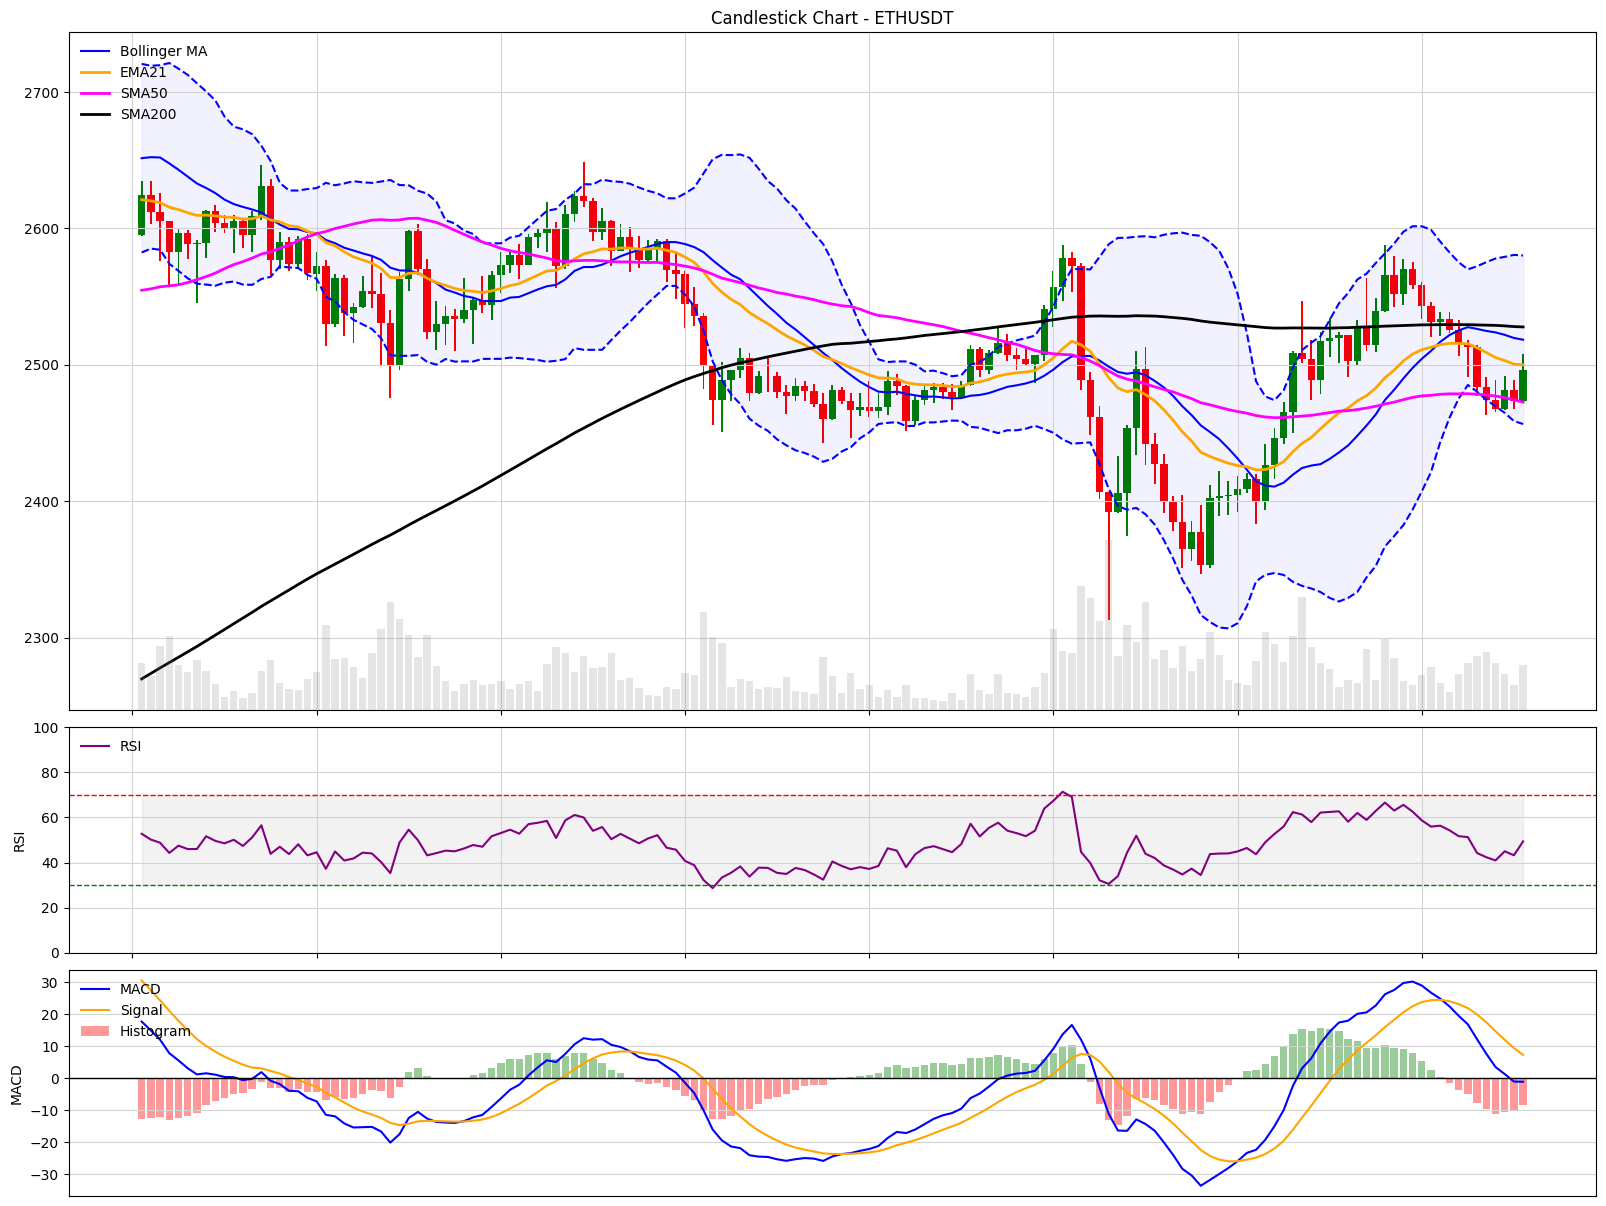 Candlestick Chart - ETHUSDT
Bollinger MA
EMA21
SMA50
SMA200
2700
2600
2500
2400
2300
RSI
100
80
60
40
20
0
RSI
MACD
Signal
Histogram
30
20
10
0
−10
−20
−30
MACD